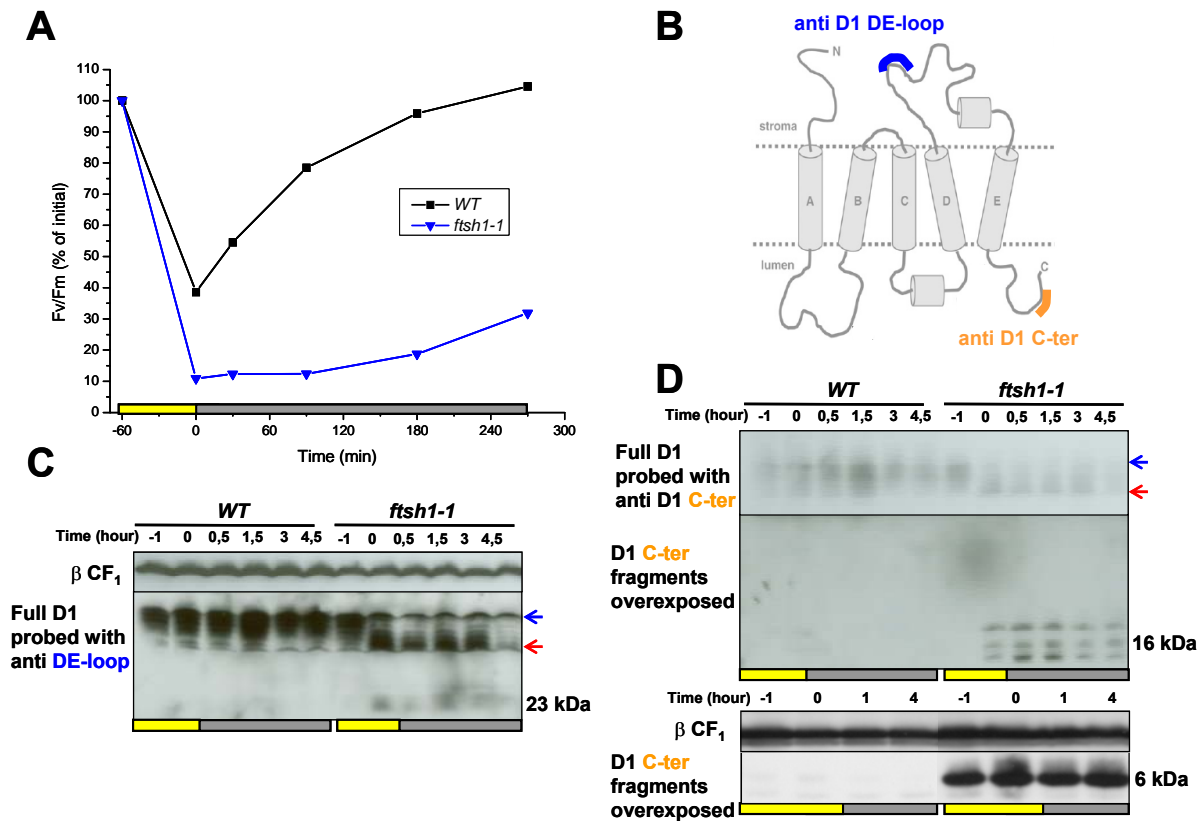 A
110
100
90
80
70
60
50
40
30
20
10
0
Fv/Fm (% of initial)
-60 0 60 120 180 240 300
Time (min)
WT
ftsh1-1
B
anti D1 DE-loop
N
stroma
A B C D E
lumen
C
anti D1 C-ter
C
WT ftsh1-1
Time (hour) -1 0 0,5 1,5 3 4,5 -1 0 0,5 1,5 3 4,5
β CF1
Full D1
probed with
anti DE-loop
23 kDa
D
WT ftsh1-1
Time (hour) -1 0 0,5 1,5 3 4,5 -1 0 0,5 1,5 3 4,5
Full D1
probed with
anti D1 C-ter
D1 C-ter
fragments
overexposed
16 kDa
Time (hour) -1 0 1 4 -1 0 1 4
β CF1
D1 C-ter
fragments
overexposed
6 kDa